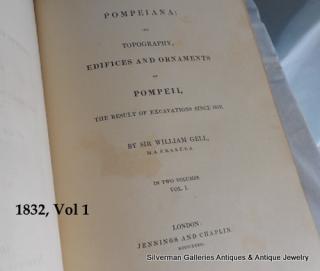 POMPEIANA;
TOPOGRAPHY,
EDIFICES AND ORNAMENTS
OF
POMPEII,
THE RESULT OF EXCAVATIONS SINCE 1819,
BY SIR WILLIAM GELL,
IN TWO VOLUMES
VOL. I.
1832, Vol 1
LONDON:
JENNINGS AND CHAPLIN.
Silverman Galleries Antiques & Antique Jewelry